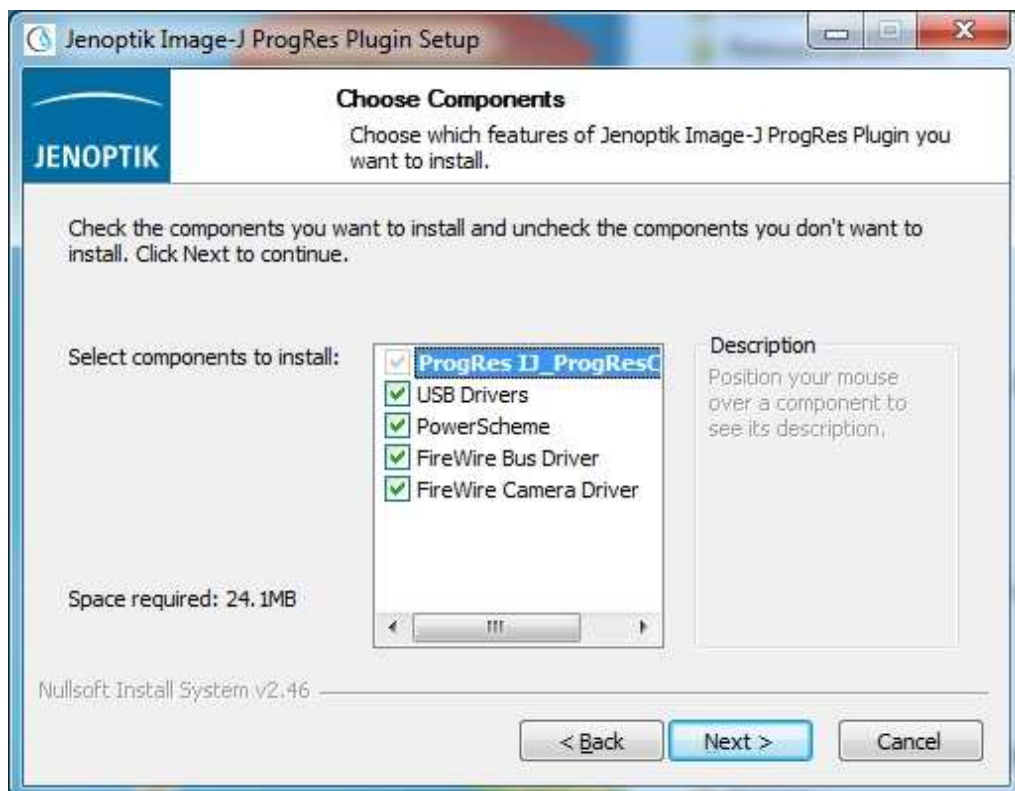 Jenoptik Image-J ProgRes Plugin Setup
JENOPTIK
Choose Components
Choose which features of Jenoptik Image-J ProgRes Plugin you
want to install.
Check the components you want to install and uncheck the components you don't want to
install. Click Next to continue.
Select components to install:
ProgRes IJ_ProgResC
USB Drivers
PowerScheme
FireWire Bus Driver
FireWire Camera Driver
Description
Position your mouse
over a component to
see its description.
Space required: 24.1MB
Nullsoft Install System v2.46
< Back
Next >
Cancel